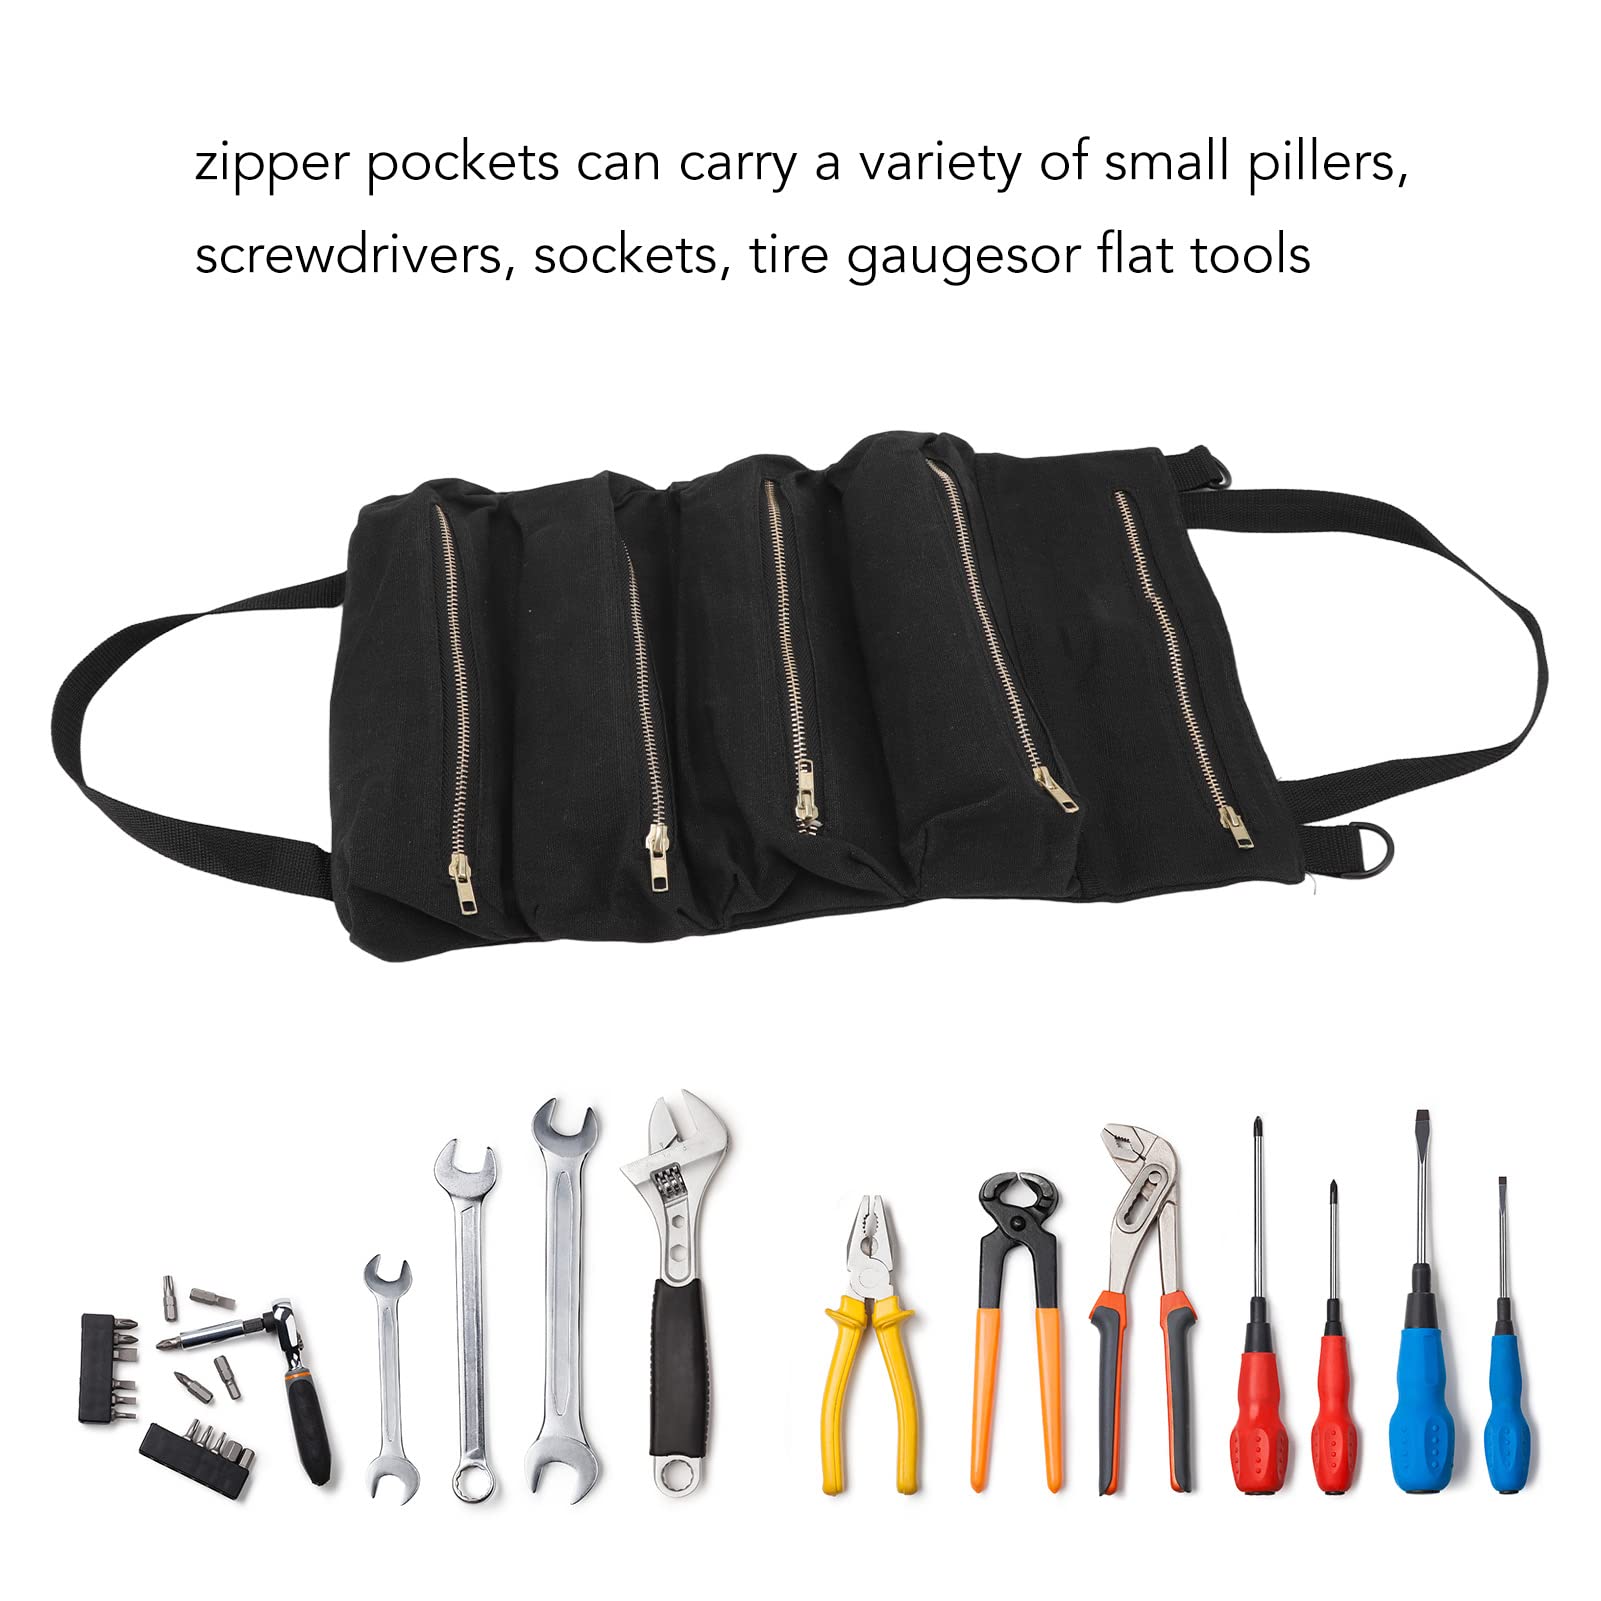 zipper pockets can carry a variety of small pillers,
screwdrivers, sockets, tire gaugesor flat tools